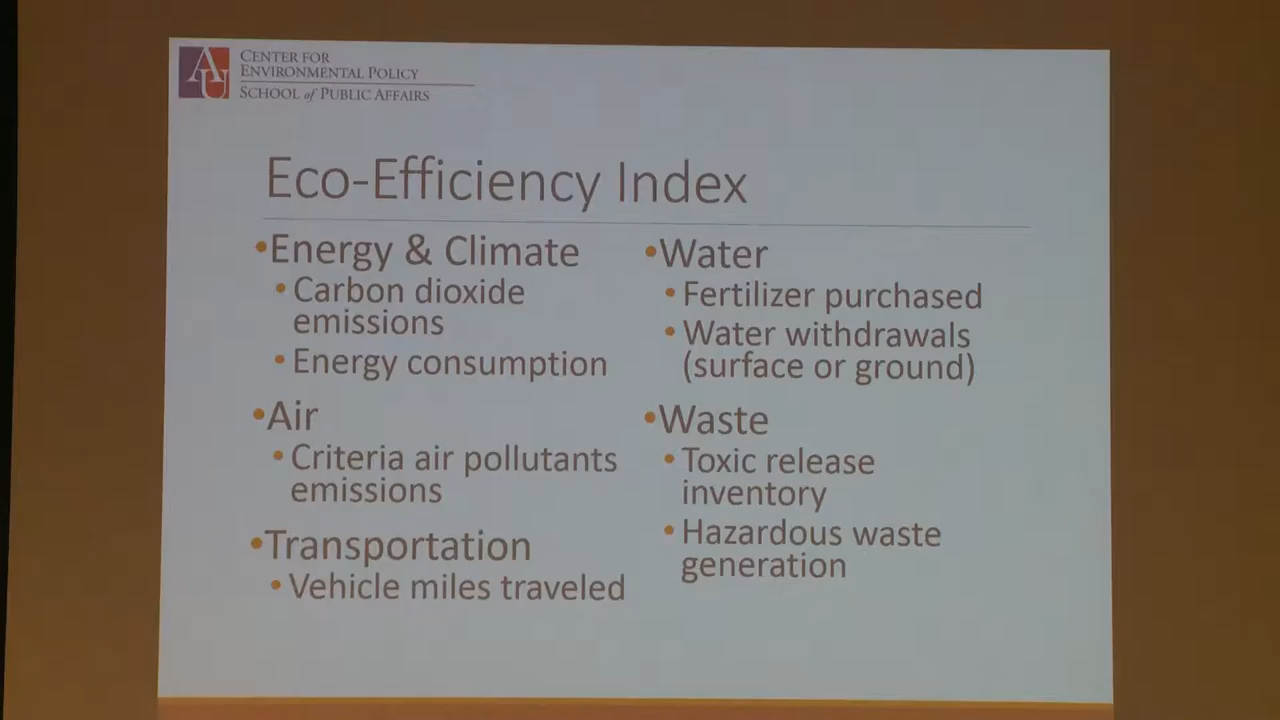 AU
CENTER FOR
ENVIRONMENTAL POLICY
SCHOOL of PUBLIC AFFAIRS
Eco-Efficiency Index
•Energy & Climate
•Carbon dioxide
emissions
•Energy consumption
•Air
•Criteria air pollutants
emissions
•Transportation
•Vehicle miles traveled
•Water
•Fertilizer purchased
•Water withdrawals
(surface or ground)
•Waste
•Toxic release
inventory
•Hazardous waste
generation